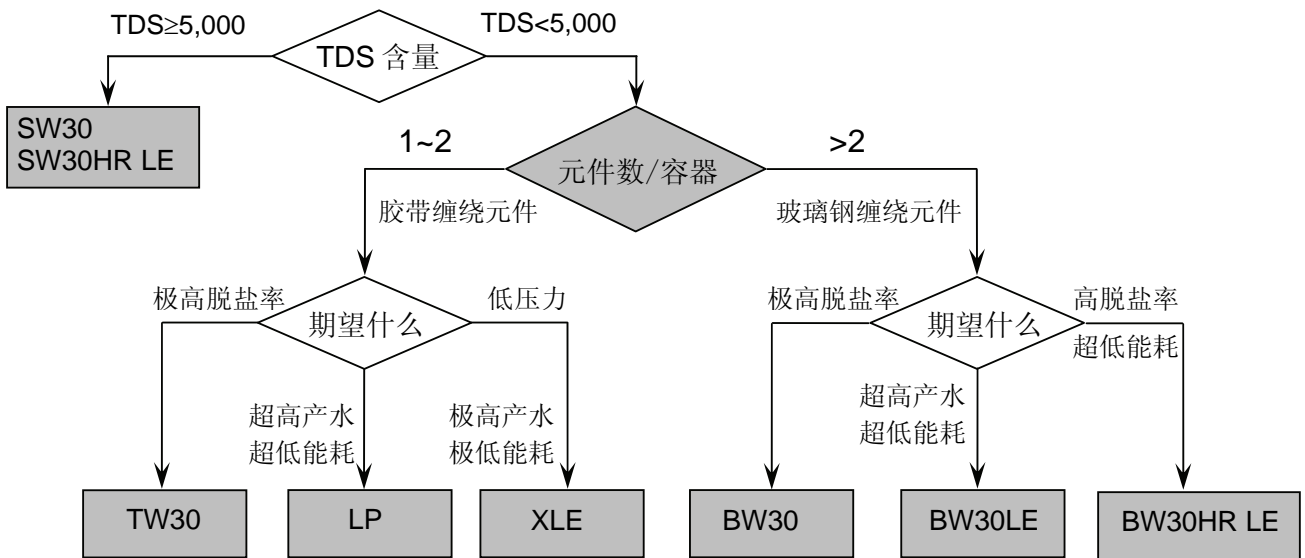 TDS≥5,000
TDS<5,000
TDS 含量
SW30
SW30HR LE
1~2
>2
元件数/容器
胶带缠绕元件
玻璃钢缠绕元件
极高脱盐率
低压力
极高脱盐率
高脱盐率
期望什么
期望什么
超低能耗
超高产水
超低能耗
极高产水
极低能耗
超高产水
超低能耗
TW30
LP
XLE
BW30
BW30LE
BW30HR LE